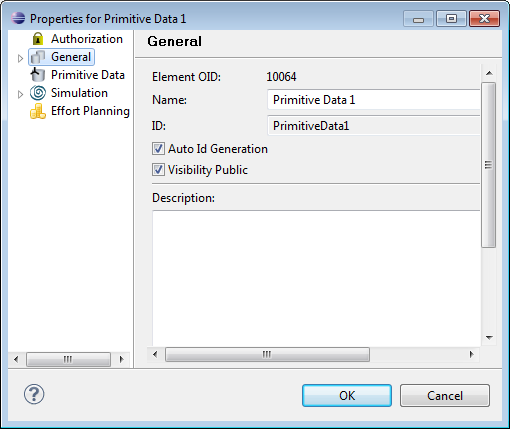 Properties for Primitive Data 1
Authorization
General
Primitive Data
Simulation
Effort Planning
General
Element OID: 10064
Name: Primitive Data 1
ID: PrimitiveData1
Auto Id Generation
Visibility Public
Description:
?
OK Cancel